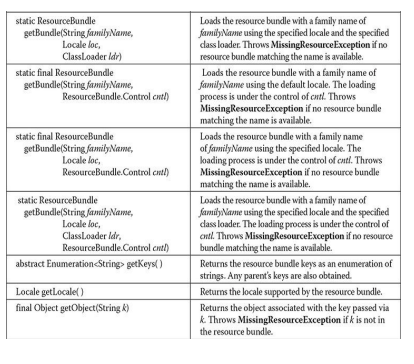 static ResourceBundle
getBundle(String familyName,
Locale loc,
ClassLoader ldr)
Loads the resource bundle with a family name of
familyName using the specified locale and the specified
class loader. Throws MissingResourceException if no
resource bundle matching the name is available.
static final ResourceBundle
getBundle(String familyName,
ResourceBundle.Control cntl)
Loads the resource bundle with a family name of
familyName using the default locale. The loading
process is under the control of cntl. Throws
MissingResourceException if no resource bundle
matching the name is available.
static final ResourceBundle
getBundle(String familyName,
Locale loc,
ResourceBundle.Control cntl)
Loads the resource bundle with a family name
of familyName using the specified locale. The
loading process is under the control of cntl. Throws
MissingResourceException if no resource bundle
matching the name is available.
static ResourceBundle
getBundle(String familyName,
Locale loc,
ClassLoader ldr,
ResourceBundle.Control cntl)
Loads the resource bundle with a family name of
familyName using the specified locale and the specified
class loader. The loading process is under the control of
cntl. Throws MissingResourceException if no resource
bundle matching the name is available.
abstract Enumeration<String> getKeys( )
Returns the resource bundle keys as an enumeration of
strings. Any parent's keys are also obtained.
Locale getLocale( )
Returns the locale supported by the resource bundle.
final Object getObject(String k)
Returns the object associated with the key passed via
k. Throws MissingResourceException if k is not in
the resource bundle.